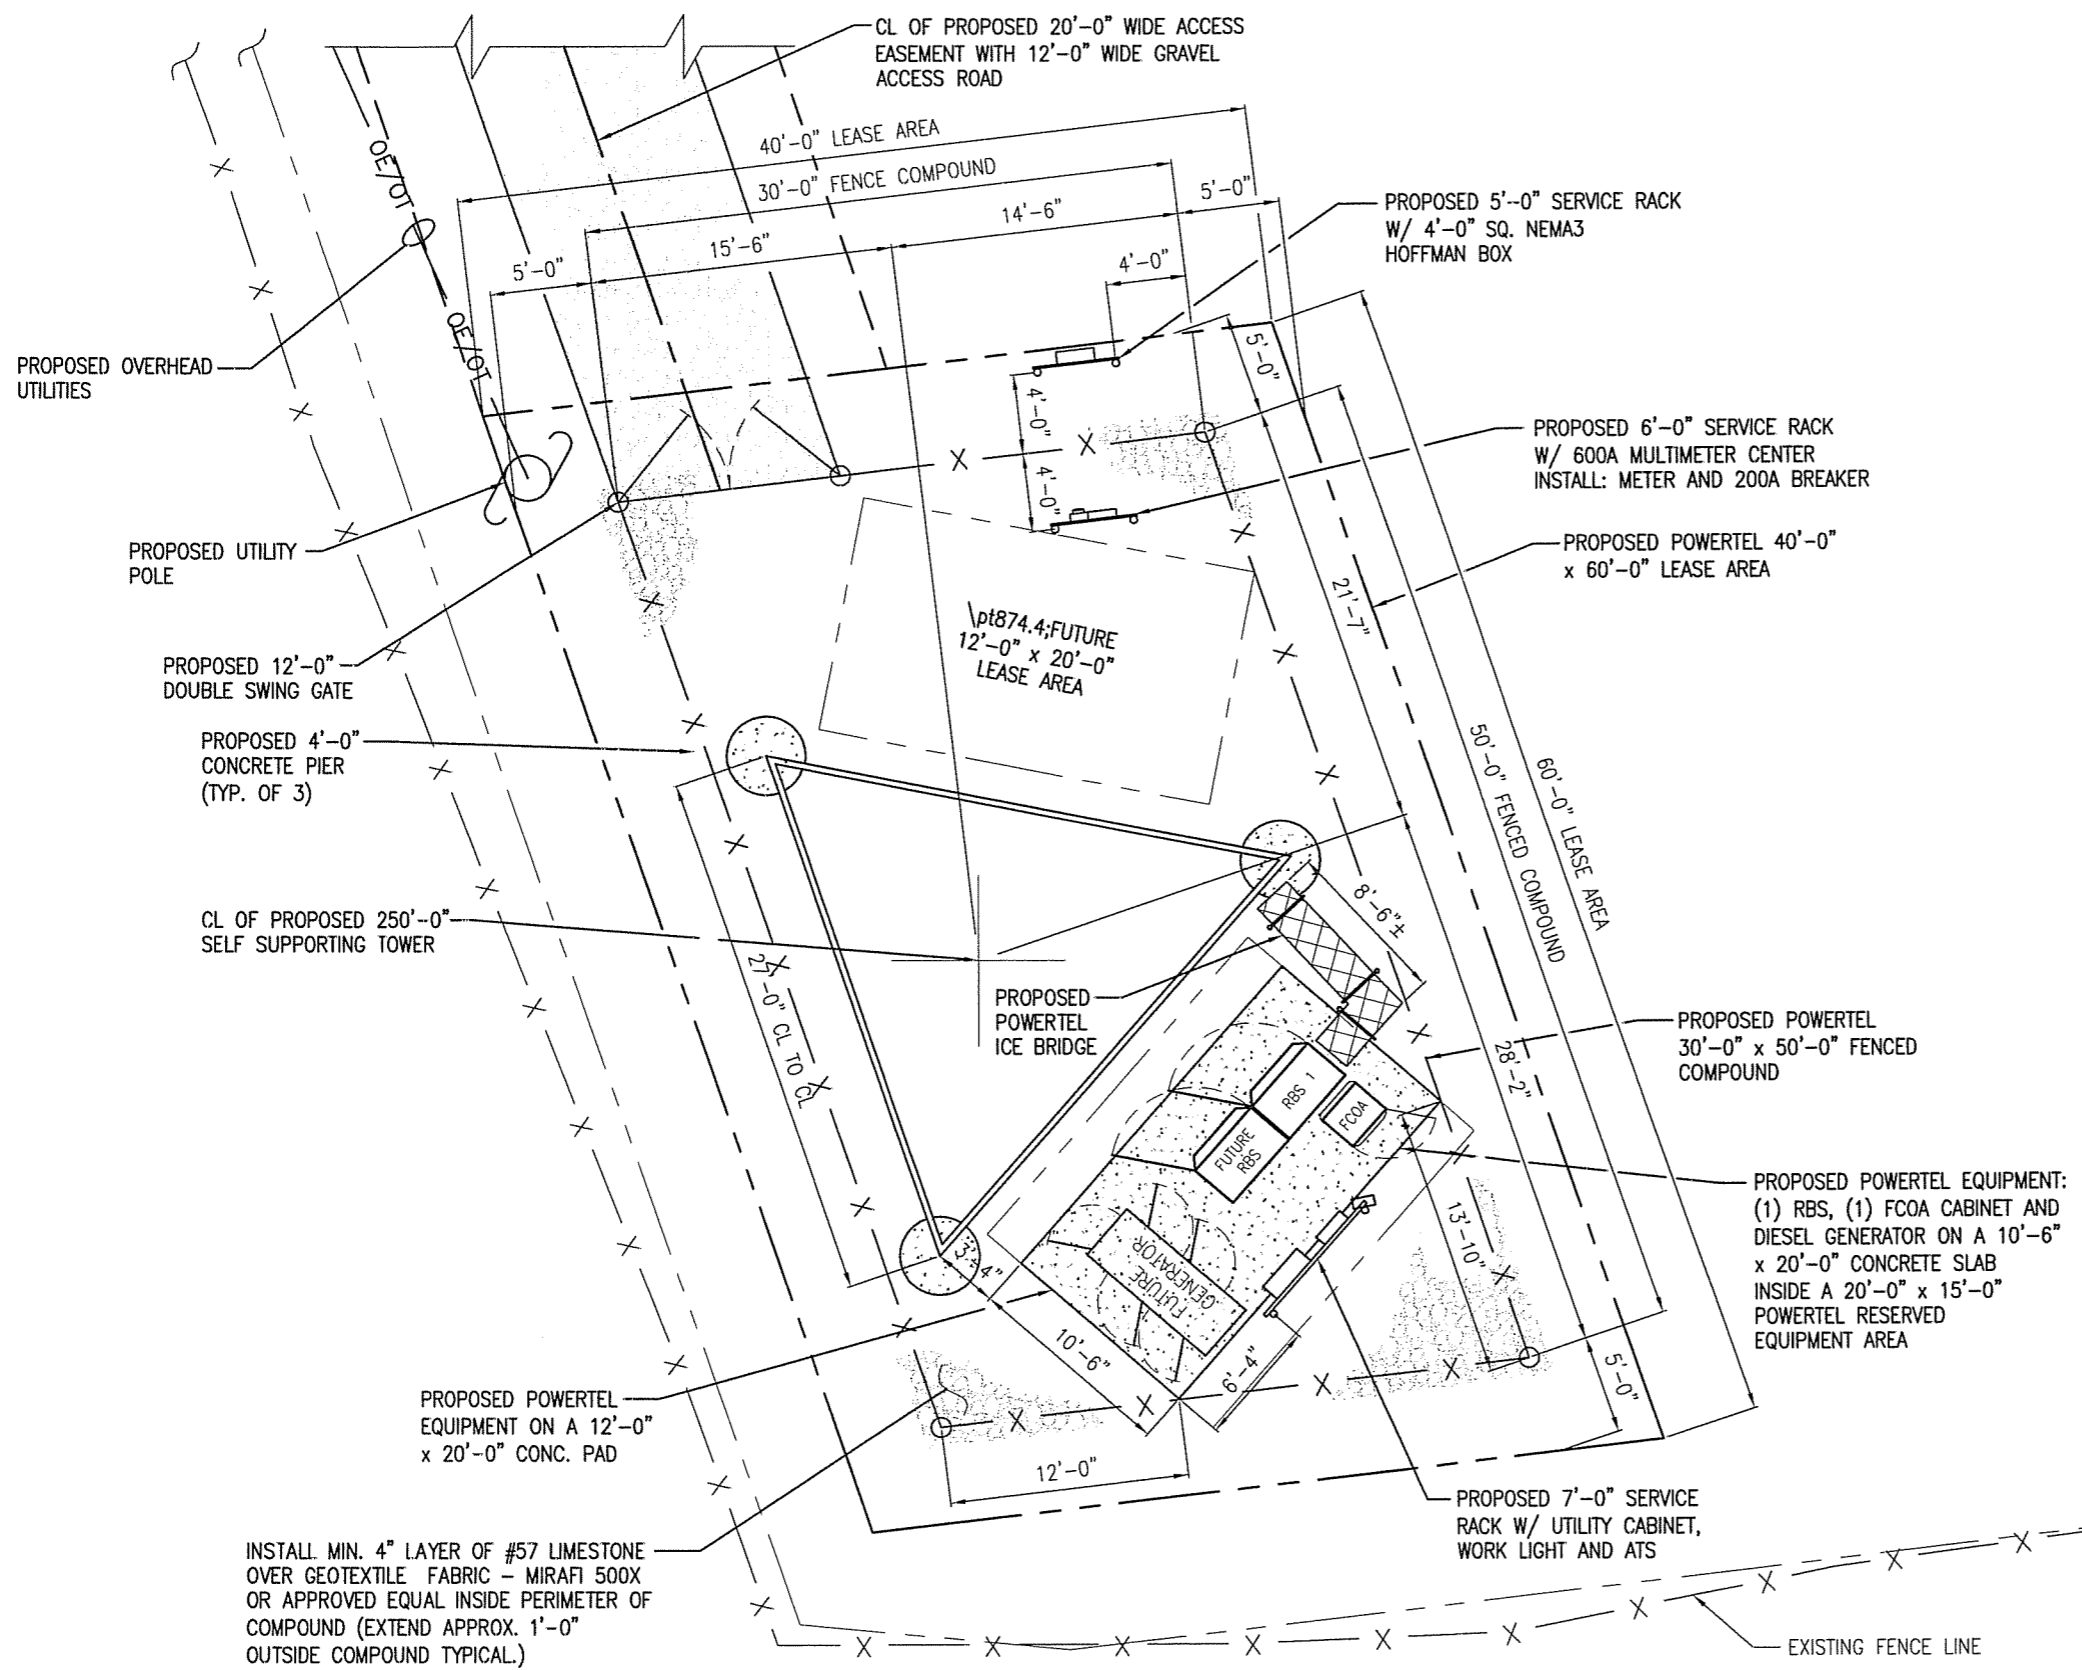 CL OF PROPOSED 20'-0" WIDE ACCESS
EASEMENT WITH 12'-0" WIDE GRAVEL
ACCESS ROAD
40'-0" LEASE AREA
30'-0" FENCE COMPOUND
5'-0"
14'-6"
15'-6"
5'-0"
4'-0"
PROPOSED 5'-0" SERVICE RACK
W/ 4'-0" SQ. NEMA3
HOFFMAN BOX
OE/OT
OE/OT
PROPOSED OVERHEAD
UTILITIES
5'-0"
4'-0"
4'-0"
PROPOSED 6'-0" SERVICE RACK
W/ 600A MULTIMETER CENTER
INSTALL: METER AND 200A BREAKER
PROPOSED UTILITY
POLE
PROPOSED POWERTEL 40'-0"
x 60'-0" LEASE AREA
21'-7"
\pt874.4;FUTURE
12'-0" x 20'-0"
LEASE AREA
PROPOSED 12'-0"
DOUBLE SWING GATE
PROPOSED 4'-0"
CONCRETE PIER
(TYP. OF 3)
50'-0" FENCED COMPOUND
60'-0" LEASE AREA
8'-6"±
CL OF PROPOSED 250'-0"
SELF SUPPORTING TOWER
27'-0" CL TO CL
PROPOSED
POWERTEL
ICE BRIDGE
PROPOSED POWERTEL
30'-0" x 50'-0" FENCED
COMPOUND
28'-2"
RBS 1
FCOA
FUTURE
RBS
PROPOSED POWERTEL EQUIPMENT:
(1) RBS, (1) FCOA CABINET AND
DIESEL GENERATOR ON A 10'-6"
x 20'-0" CONCRETE SLAB
INSIDE A 20'-0" x 15'-0"
POWERTEL RESERVED
EQUIPMENT AREA
13'-10"
3'-4"
FUTURE
GENERATOR
10'-6"
6'-4"
5'-0"
PROPOSED POWERTEL
EQUIPMENT ON A 12'-0"
x 20'-0" CONC. PAD
12'-0"
PROPOSED 7'-0" SERVICE
RACK W/ UTILITY CABINET,
WORK LIGHT AND ATS
INSTALL MIN. 4" LAYER OF #57 LIMESTONE
OVER GEOTEXTILE FABRIC - MIRAFI 500X
OR APPROVED EQUAL INSIDE PERIMETER OF
COMPOUND (EXTEND APPROX. 1'-0"
OUTSIDE COMPOUND TYPICAL.)
EXISTING FENCE LINE